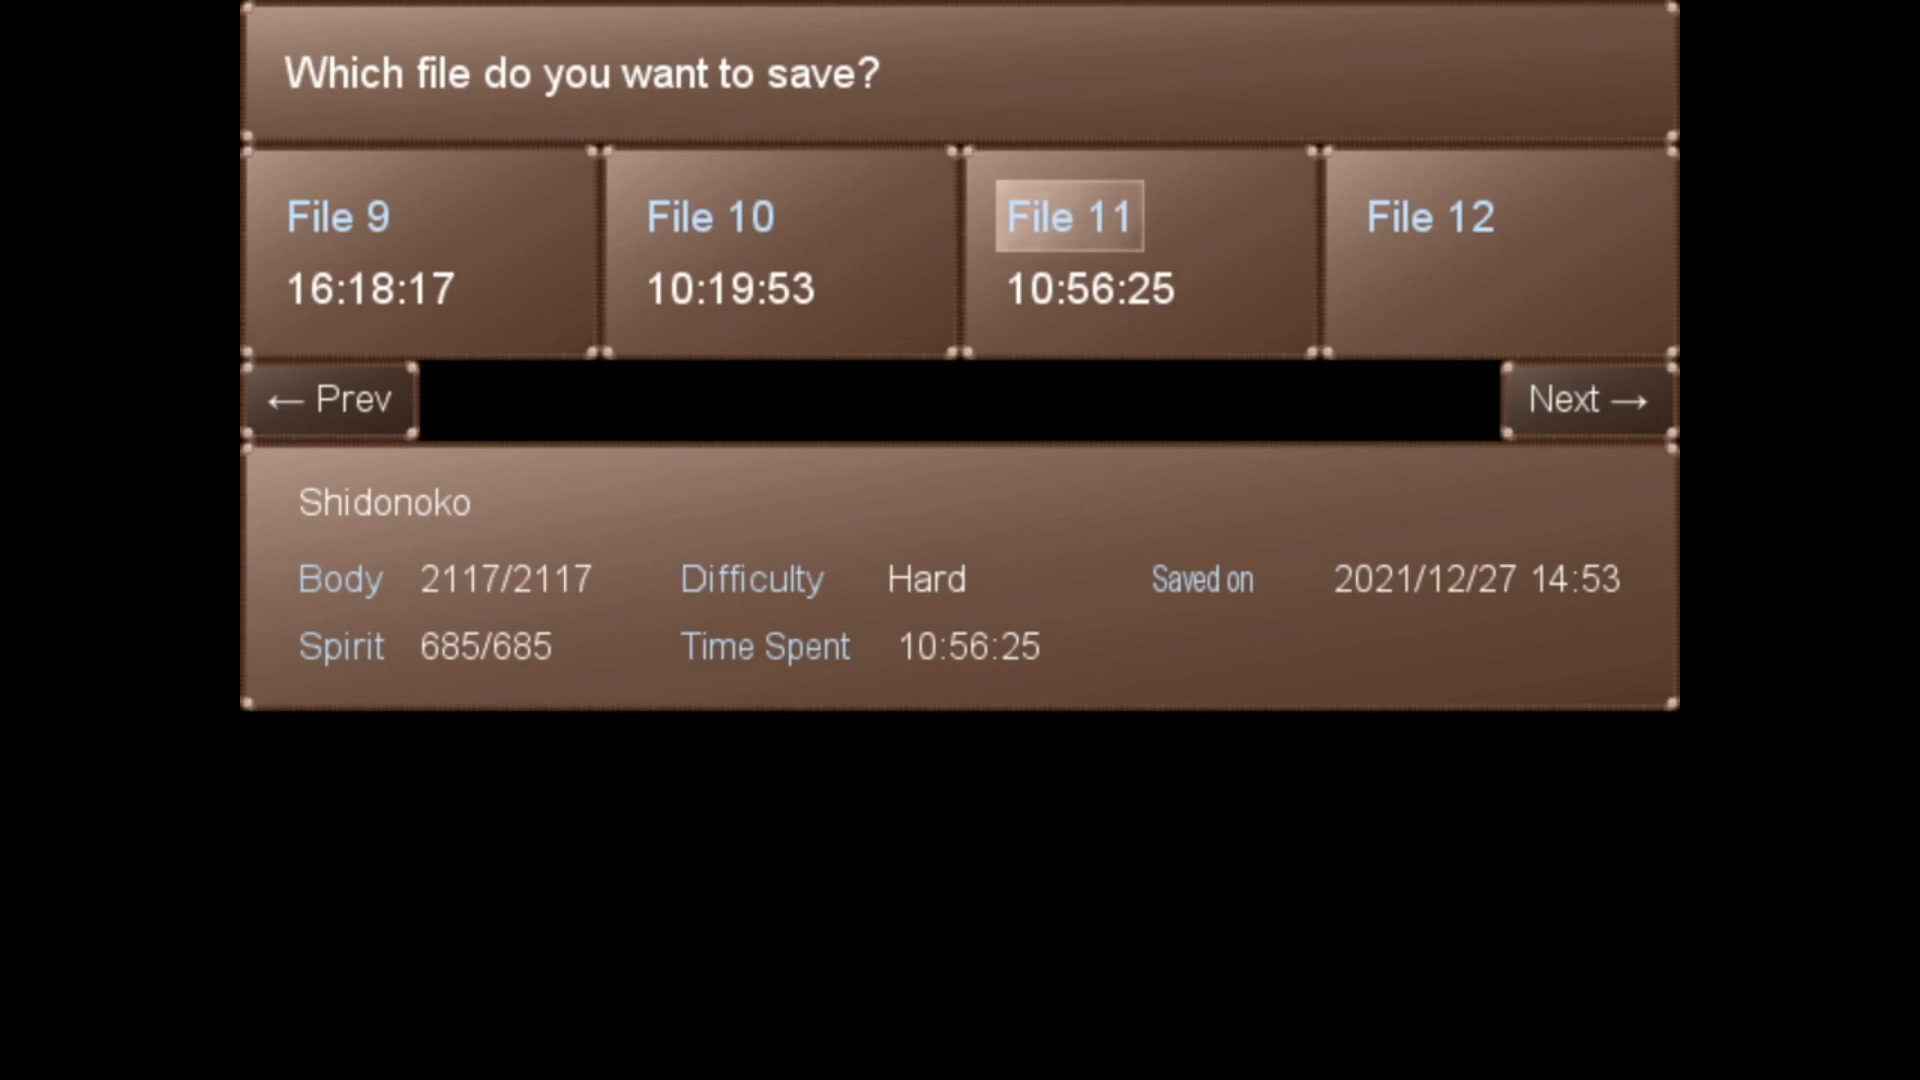 Which file do you want to save?
File 9
16:18:17
File 10
10:19:53
File 11
10:56:25
File 12
← Prev
Next →
Shidonoko
Body 2117/2117 Difficulty Hard Saved on 2021/12/27 14:53
Spirit 685/685 Time Spent 10:56:25